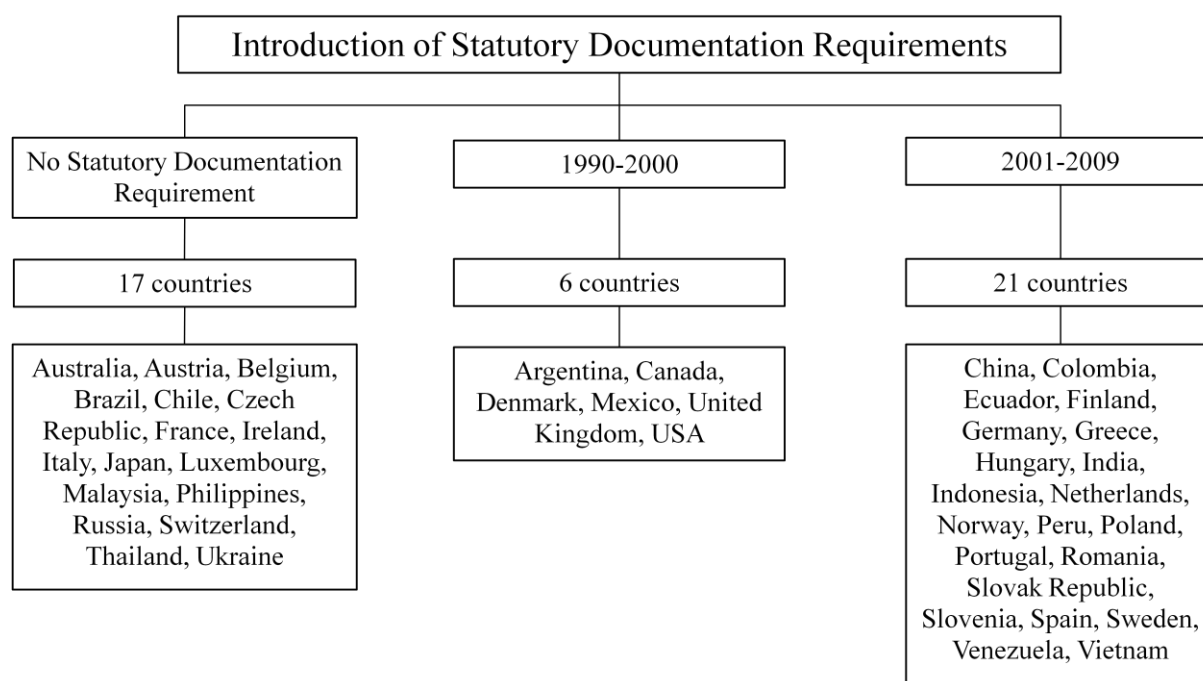 Introduction of Statutory Documentation Requirements
No Statutory Documentation
Requirement
17 countries
Australia, Austria, Belgium,
Brazil, Chile, Czech
Republic, France, Ireland,
Italy, Japan, Luxembourg,
Malaysia, Philippines,
Russia, Switzerland,
Thailand, Ukraine
1990-2000
6 countries
Argentina, Canada,
Denmark, Mexico, United
Kingdom, USA
2001-2009
21 countries
China, Colombia,
Ecuador, Finland,
Germany, Greece,
Hungary, India,
Indonesia, Netherlands,
Norway, Peru, Poland,
Portugal, Romania,
Slovak Republic,
Slovenia, Spain, Sweden,
Venezuela, Vietnam